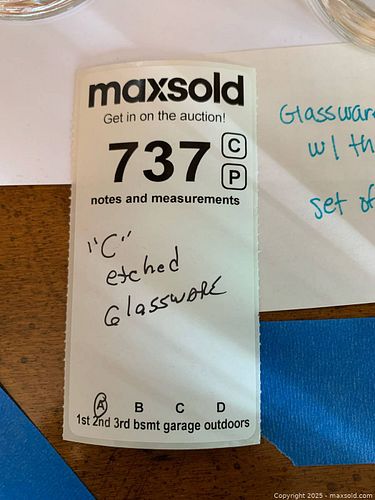 maxsold
Get in on the auction!
737
C
P
notes and measurements
"C"
etched
Glassware
A B C D
1st 2nd 3rd bsmt garage outdoors
Glasswar
w/ th
set of
Copyright 2025 - maxsold.com